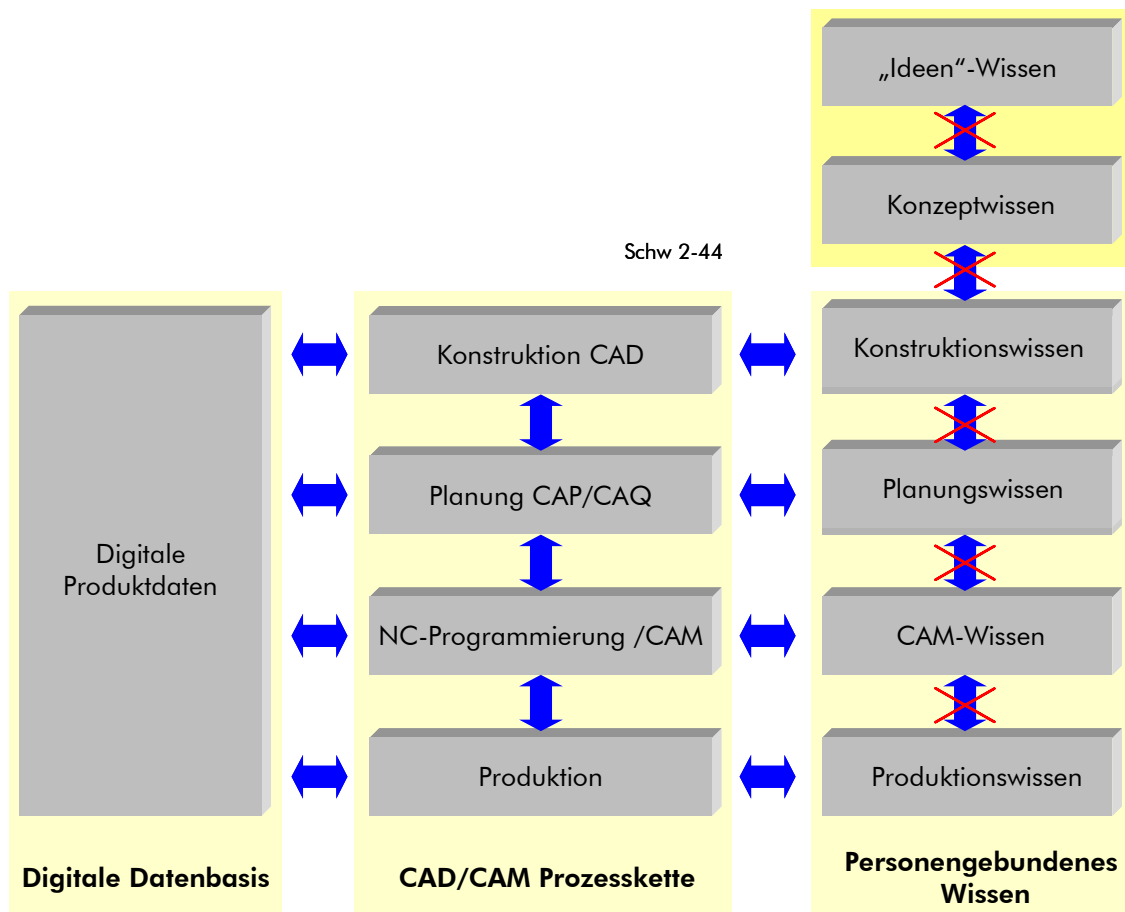 „Ideen“-Wissen
Konzeptwissen
Schw 2-44
Digitale
Produktdaten
Konstruktion CAD
Konstruktionswissen
Planung CAP/CAQ
Planungswissen
NC-Programmierung /CAM
CAM-Wissen
Produktion
Produktionswissen
Digitale Datenbasis
CAD/CAM Prozesskette
Personengebundenes
Wissen